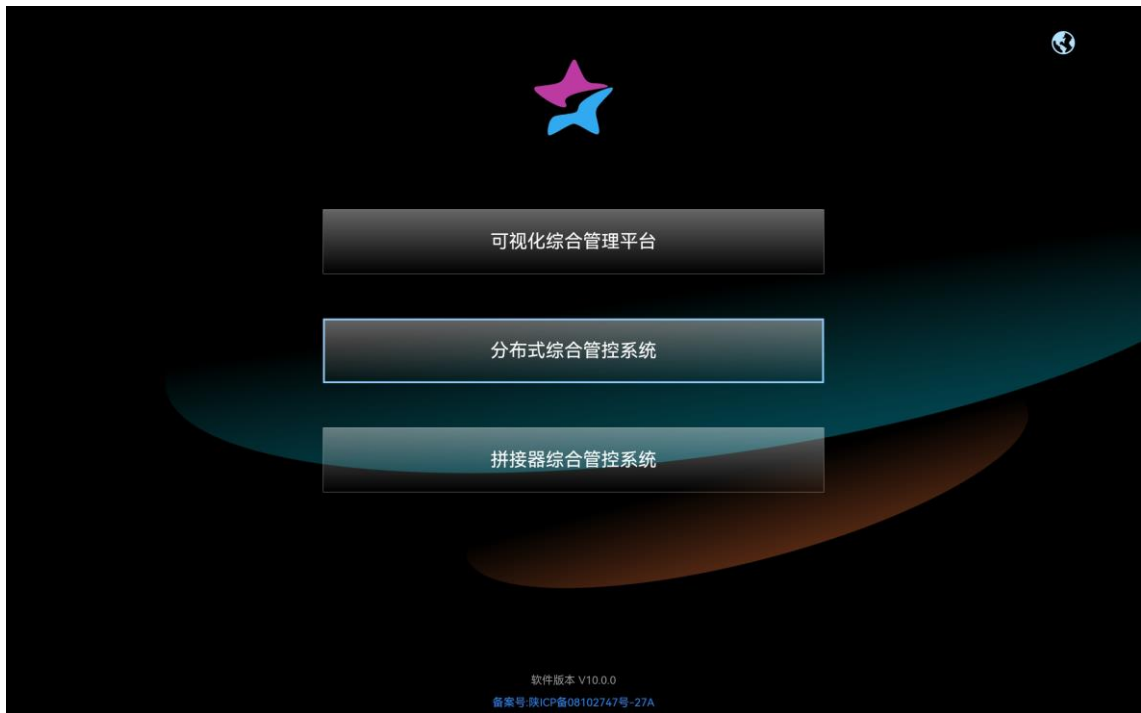 可视化综合管理平台
分布式综合管控系统
拼接器综合管控系统
软件版本 V10.0.0
备案号:陕ICP备08102747号-27A